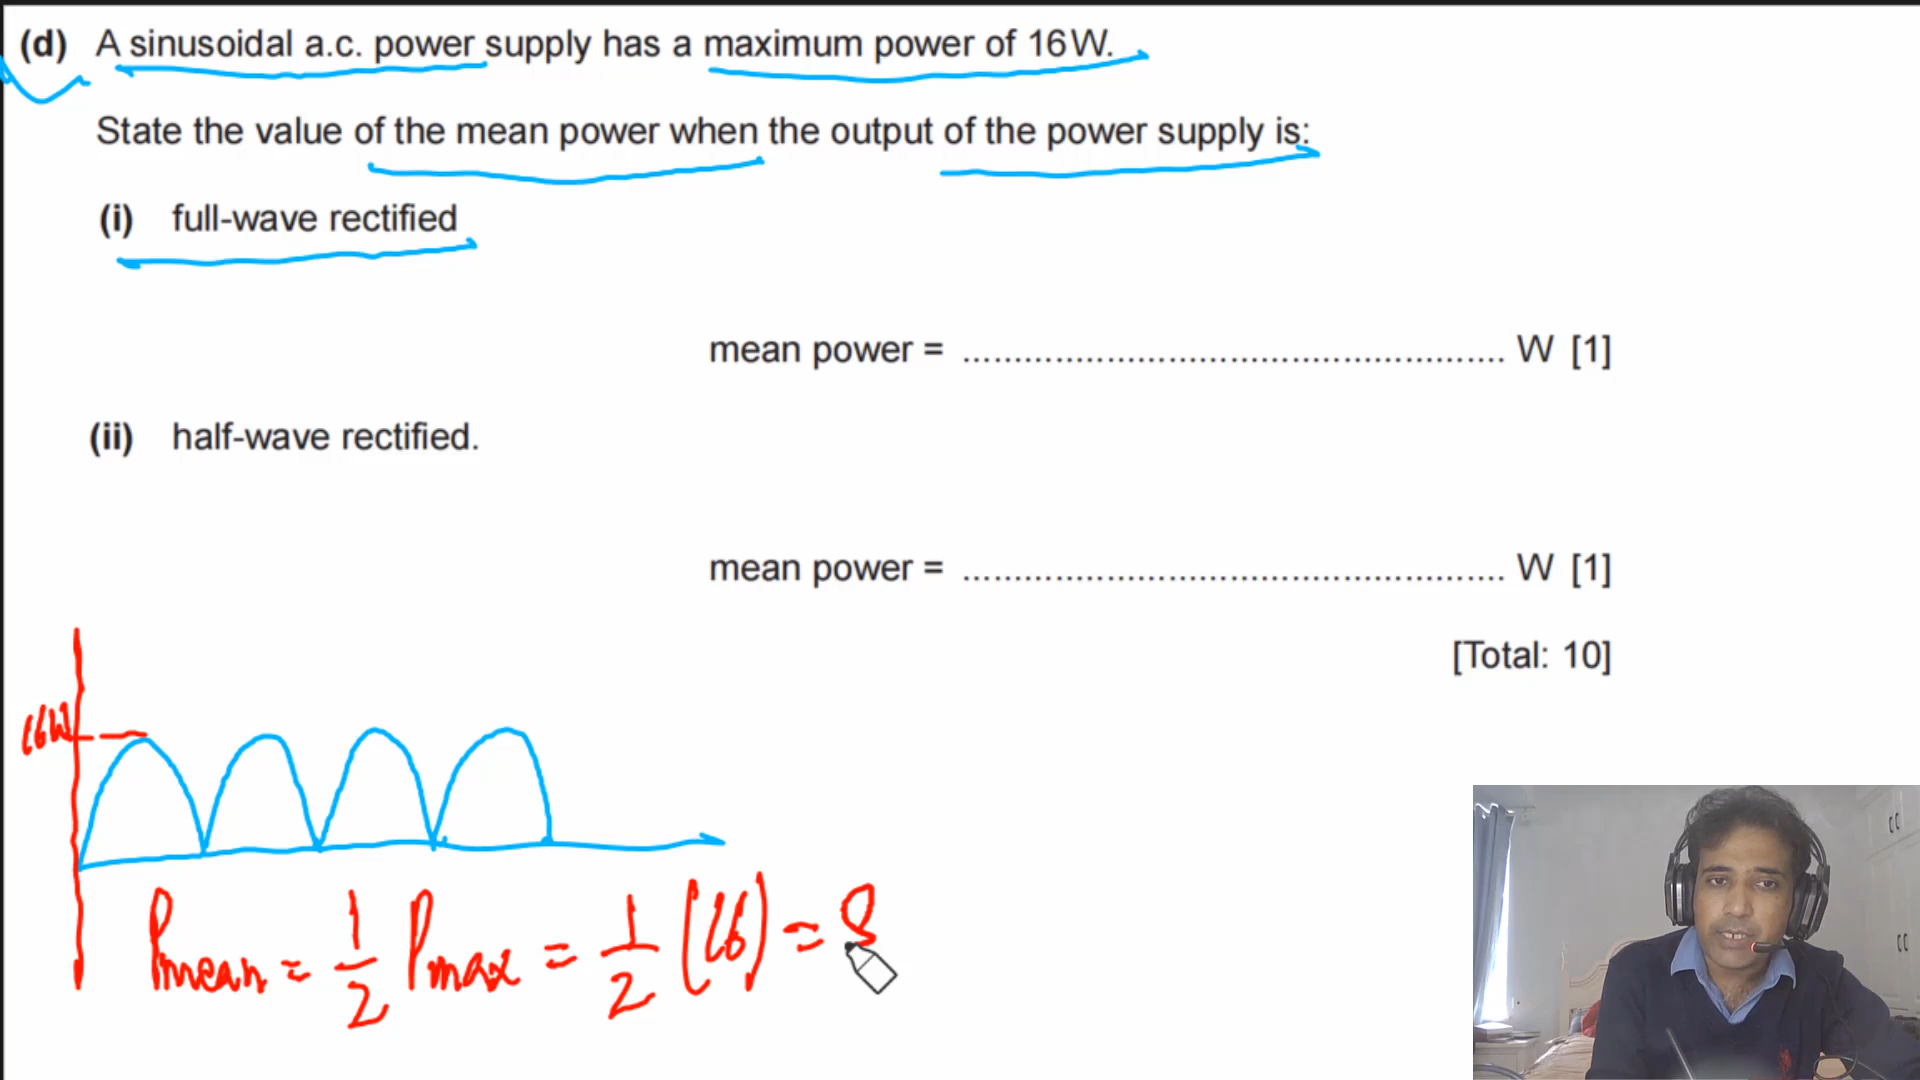 (d) A sinusoidal a.c. power supply has a maximum power of 16W.
State the value of the mean power when the output of the power supply is:
(i) full-wave rectified
mean power = ...................................................... W [1]
(ii) half-wave rectified.
mean power = ...................................................... W [1]
[Total: 10]
16W
Pmean = 1/2 Pmax = 1/2 (16) = 8